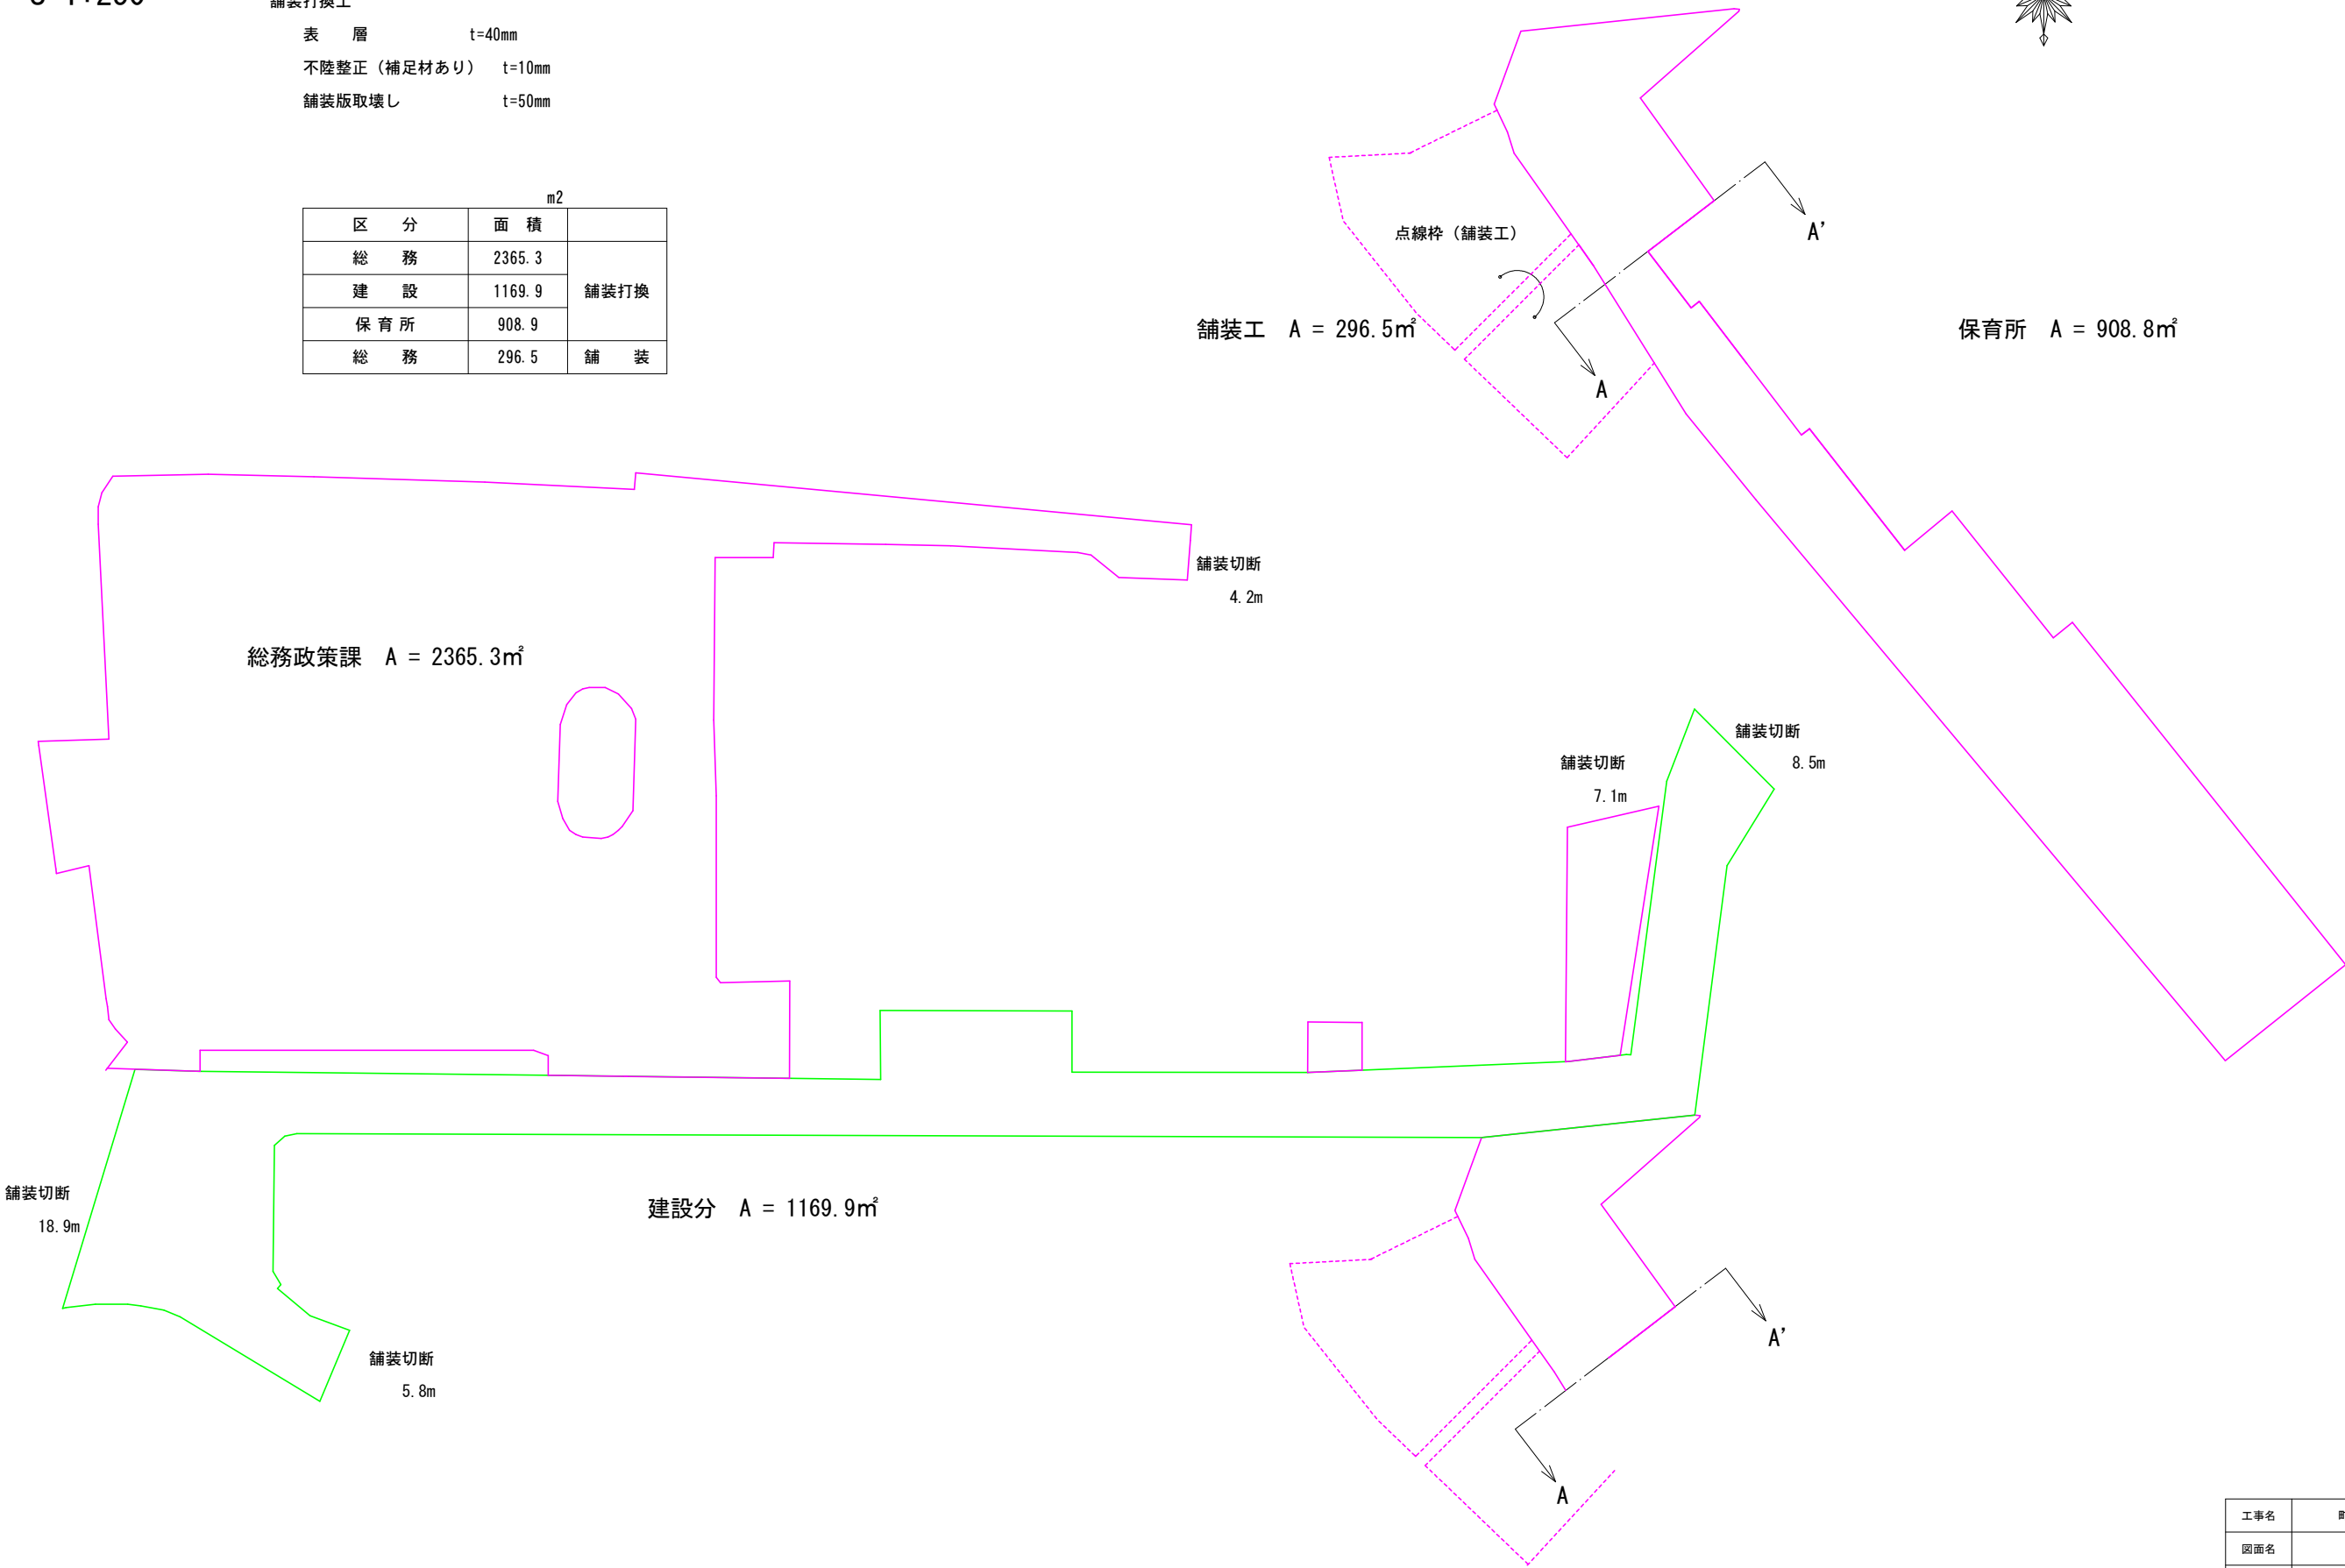 舗装打換工
表 層 t=40mm
不陸整正（補足材あり） t=10mm
舗装版取壊し t=50mm
m2
区 分 面 積
総 務 2365.3
建 設 1169.9 舗装打換
保育所 908.9
総 務 296.5 舗 装
点線枠（舗装工）
A'
A
舗装工 A = 296.5㎡
保育所 A = 908.8㎡
舗装切断
4.2m
総務政策課 A = 2365.3㎡
舗装切断
8.5m
舗装切断
7.1m
舗装切断
18.9m
建設分 A = 1169.9㎡
舗装切断
5.8m
A'
A
工事名
図面名